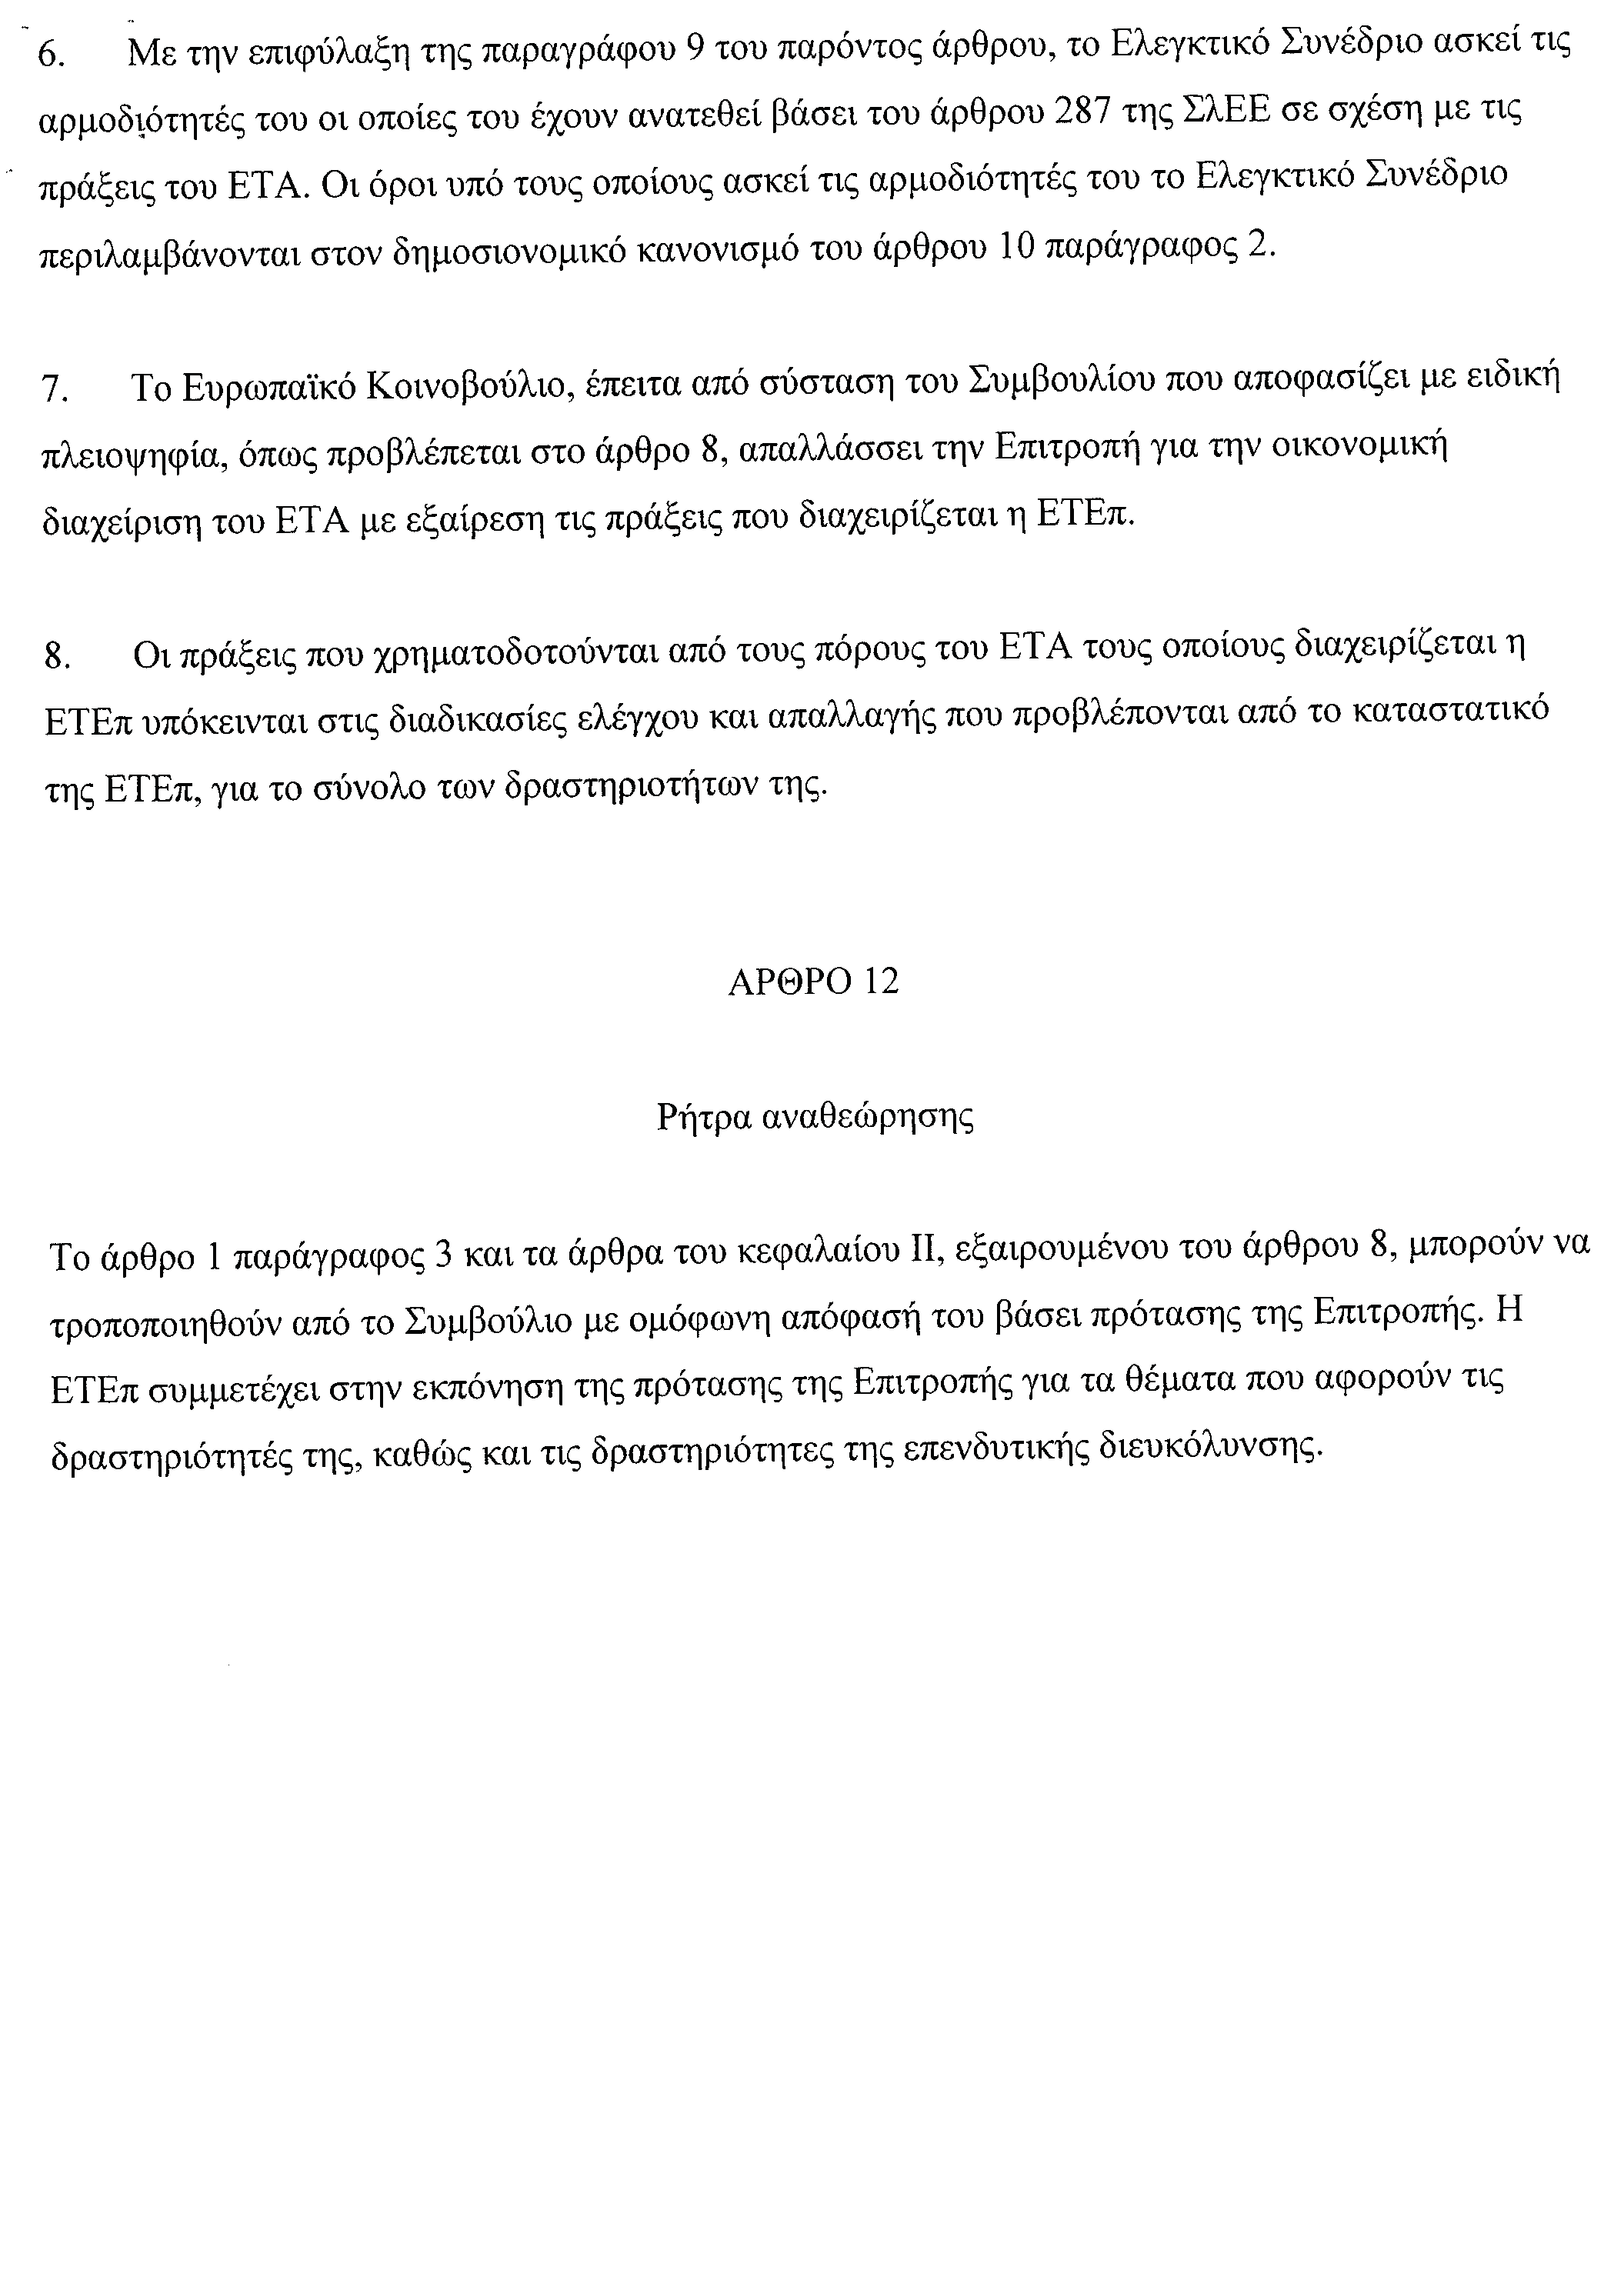 6. Με την επιφύλαξη της παραγράφου 9 του παρόντος άρθρου, το Ελεγκτικό Συνέδριο ασκεί τις
αρμοδιότητές του οι οποίες του έχουν ανατεθεί βάσει του άρθρου 287 της ΣλΕΕ σε σχέση με τις
πράξεις του ΕΤΑ. Οι όροι υπό τους οποίους ασκεί τις αρμοδιότητές του το Ελεγκτικό Συνέδριο
περιλαμβάνονται στον δημοσιονομικό κανονισμό του άρθρου 10 παράγραφος 2.
7. Το Ευρωπαϊκό Κοινοβούλιο, έπειτα από σύσταση του Συμβουλίου που αποφασίζει με ειδική
πλειοψηφία, όπως προβλέπεται στο άρθρο 8, απαλλάσσει την Επιτροπή για την οικονομική
διαχείριση του ΕΤΑ με εξαίρεση τις πράξεις που διαχειρίζεται η ΕΤΕπ.
8. Οι πράξεις που χρηματοδοτούνται από τους πόρους του ΕΤΑ τους οποίους διαχειρίζεται η
ΕΤΕπ υπόκεινται στις διαδικασίες ελέγχου και απαλλαγής που προβλέπονται από το καταστατικό
της ΕΤΕπ, για το σύνολο των δραστηριοτήτων της.
ΑΡΘΡΟ 12
Ρήτρα αναθεώρησης
Το άρθρο 1 παράγραφος 3 και τα άρθρα του κεφαλαίου II, εξαιρουμένου του άρθρου 8, μπορούν να
τροποποιηθούν από το Συμβούλιο με ομόφωνη απόφασή του βάσει πρότασης της Επιτροπής. Η
ΕΤΕπ συμμετέχει στην εκπόνηση της πρότασης της Επιτροπής για τα θέματα που αφορούν τις
δραστηριότητές της, καθώς και τις δραστηριότητες της επενδυτικής διευκόλυνσης.